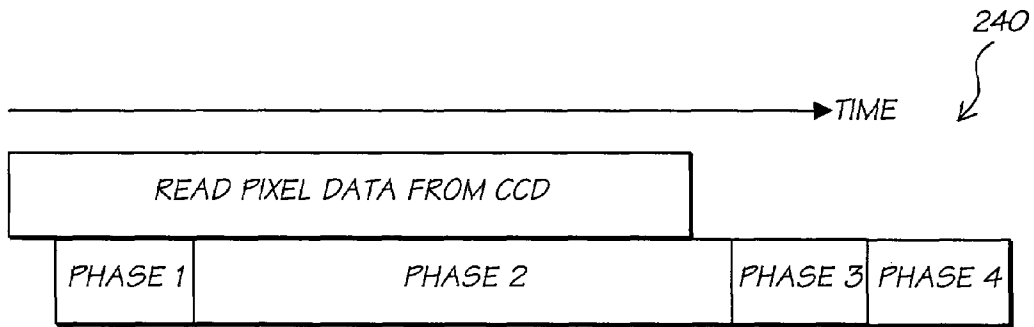 240
TIME
READ PIXEL DATA FROM CCD
PHASE 1 PHASE 2 PHASE 3 PHASE 4